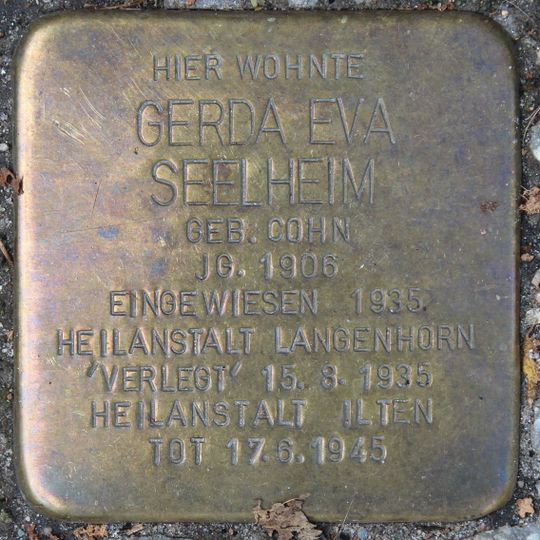 HIER WOHNTE
GERDA EVA
SEELHEIM
GEB. COHN
JG. 1906
EINGEWIESEN 1935
HEILANSTALT LANGENHORN
'VERLEGT' 15. 8. 1935
HEILANSTALT ILTEN
TOT 17.6.1945